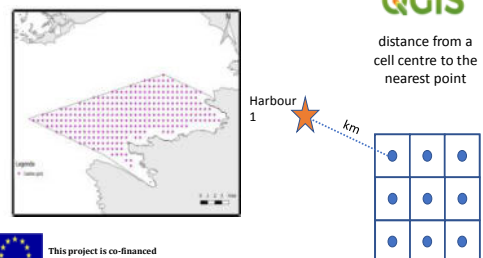 QGIS
distance from a
cell centre to the
nearest point
N
Harbour
1
km
Legende
This project is co-financed